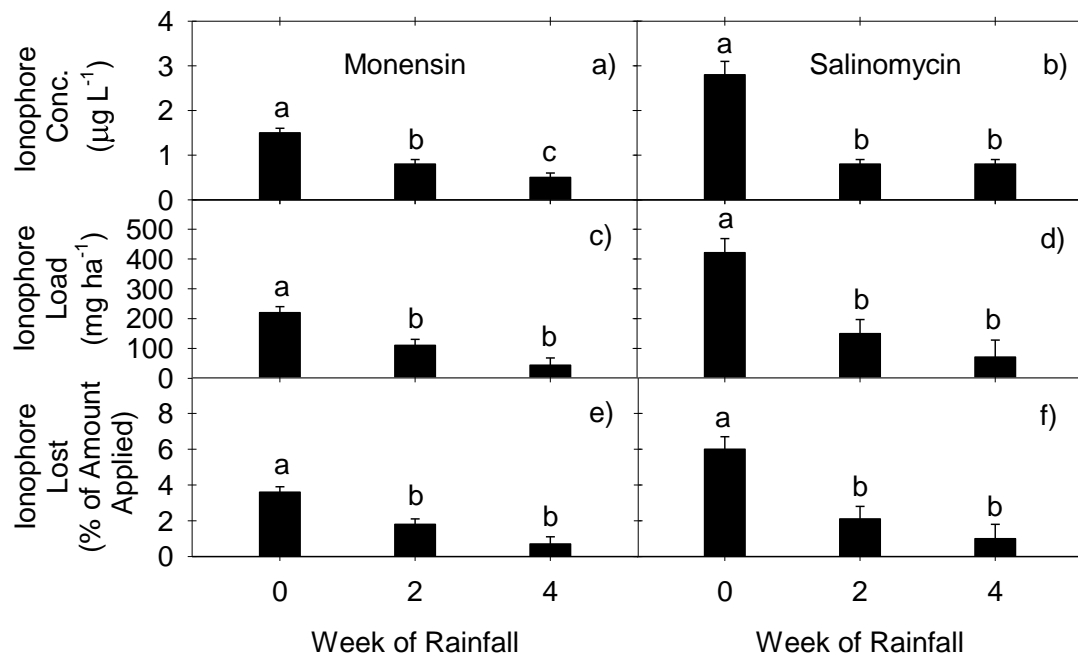 Ionophore
Conc.
(µg L⁻¹)
4
3
2
1
0
Monensin
a)
a
b
c
Salinomycin
b)
a
b
b
Ionophore
Load
(mg ha⁻¹)
500
400
300
200
100
0
c)
a
b
b
d)
a
b
b
Ionophore
Lost
(% of Amount
Applied)
8
6
4
2
0
e)
a
b
b
f)
a
b
b
0 2 4
0 2 4
Week of Rainfall
Week of Rainfall